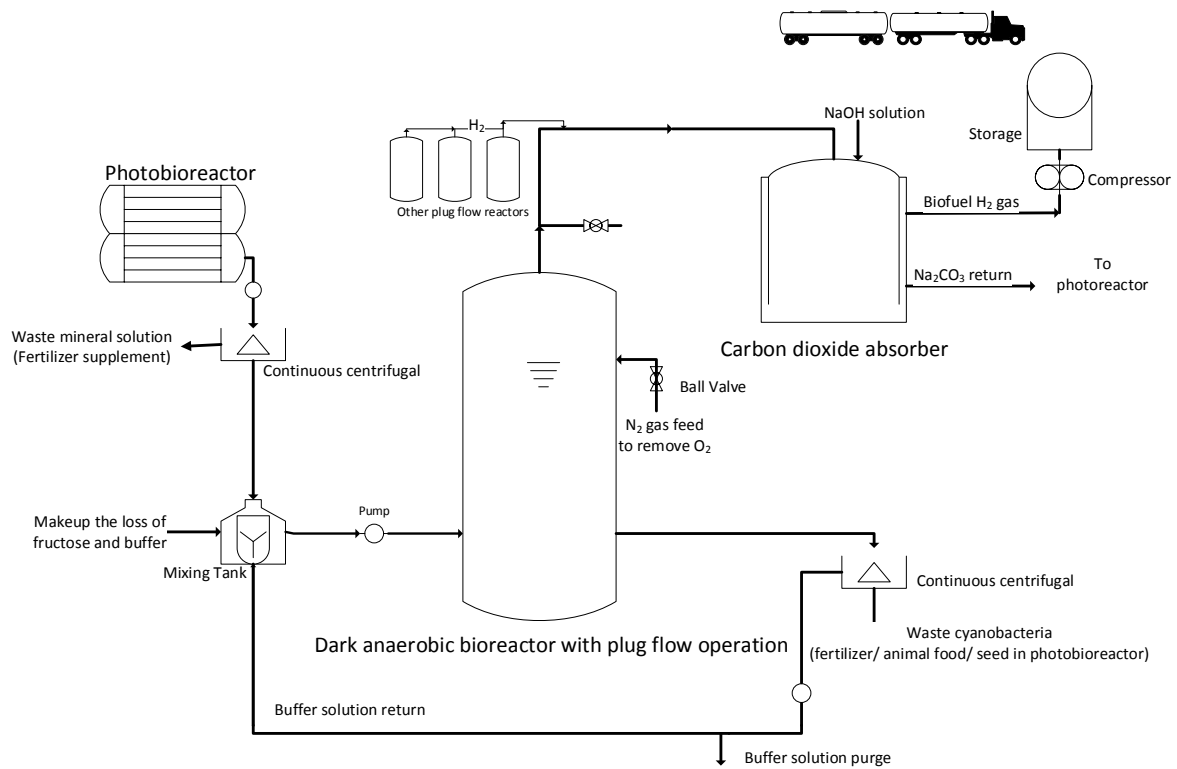 NaOH solution
H₂
Storage
Photobioreactor
Compressor
Biofuel H₂ gas
Other plug flow reactors
Na₂CO₃ return
To
photoreactor
Waste mineral solution
(Fertilizer supplement)
Continuous centrifugal
Carbon dioxide absorber
Ball Valve
N₂ gas feed
to remove O₂
Pump
Makeup the loss of
fructose and buffer
Mixing Tank
Continuous centrifugal
Dark anaerobic bioreactor with plug flow operation
Waste cyanobacteria
(fertilizer/ animal food/ seed in photobioreactor)
Buffer solution return
Buffer solution purge